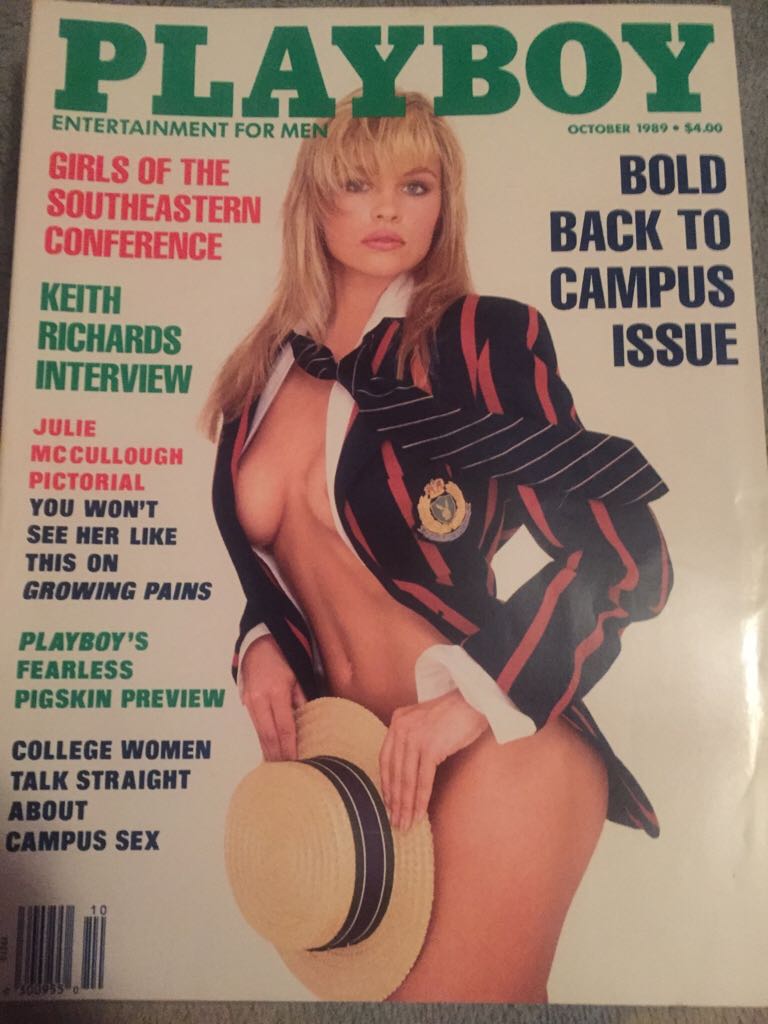 PLAYBOY
ENTERTAINMENT FOR MEN
OCTOBER 1989 • $4.00
GIRLS OF THE
SOUTHEASTERN
CONFERENCE
KEITH
RICHARDS
INTERVIEW
JULIE
MCCULLOUGH
PICTORIAL
YOU WON'T
SEE HER LIKE
THIS ON
GROWING PAINS
PLAYBOY'S
FEARLESS
PIGSKIN PREVIEW
COLLEGE WOMEN
TALK STRAIGHT
ABOUT
CAMPUS SEX
BOLD
BACK TO
CAMPUS
ISSUE
10